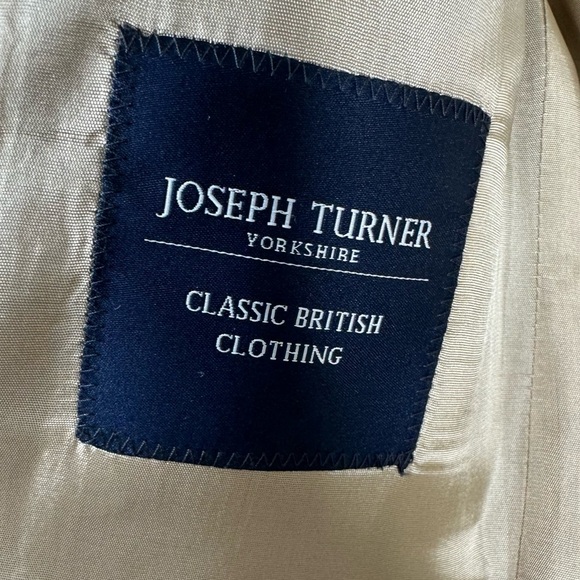 JOSEPH TURNER
YORKSHIRE
CLASSIC BRITISH
CLOTHING